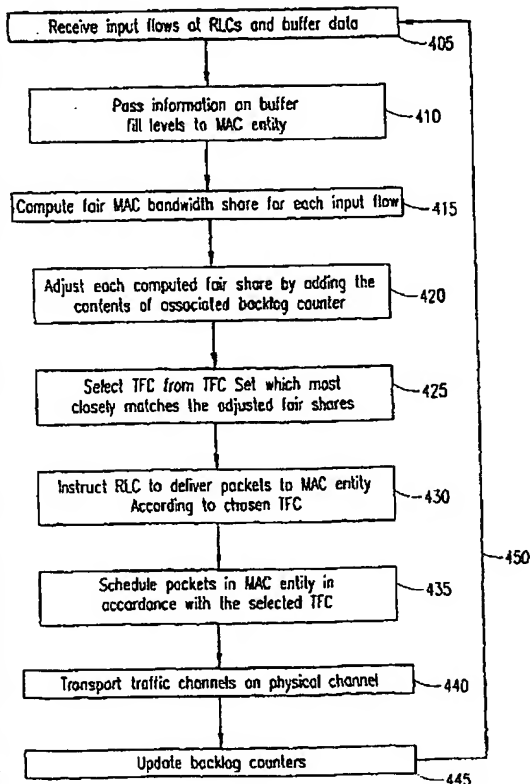 Receive input flows at RLCs and buffer data
405
Pass information on buffer
fill levels to MAC entity
410
Compute fair MAC bandwidth share for each input flow
415
Adjust each computed fair share by adding the
contents of associated backlog counter
420
Select TFC from TFC Set which most
closely matches the adjusted fair shares
425
Instruct RLC to deliver packets to MAC entity
According to chosen TFC
430
450
Schedule packets in MAC entity in
accordance with the selected TFC
435
Transport traffic channels on physical channel
440
Update backlog counters
445